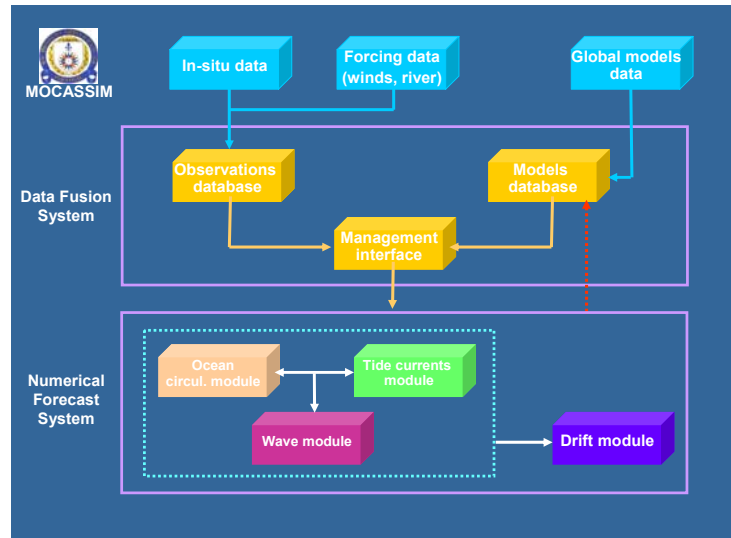 MOCASSIM
In-situ data
Forcing data
(winds, river)
Global models
data
Data Fusion
System
Observations
database
Models
database
Management
interface
Numerical
Forecast
System
Ocean
circul. module
Tide currents
module
Wave module
Drift module